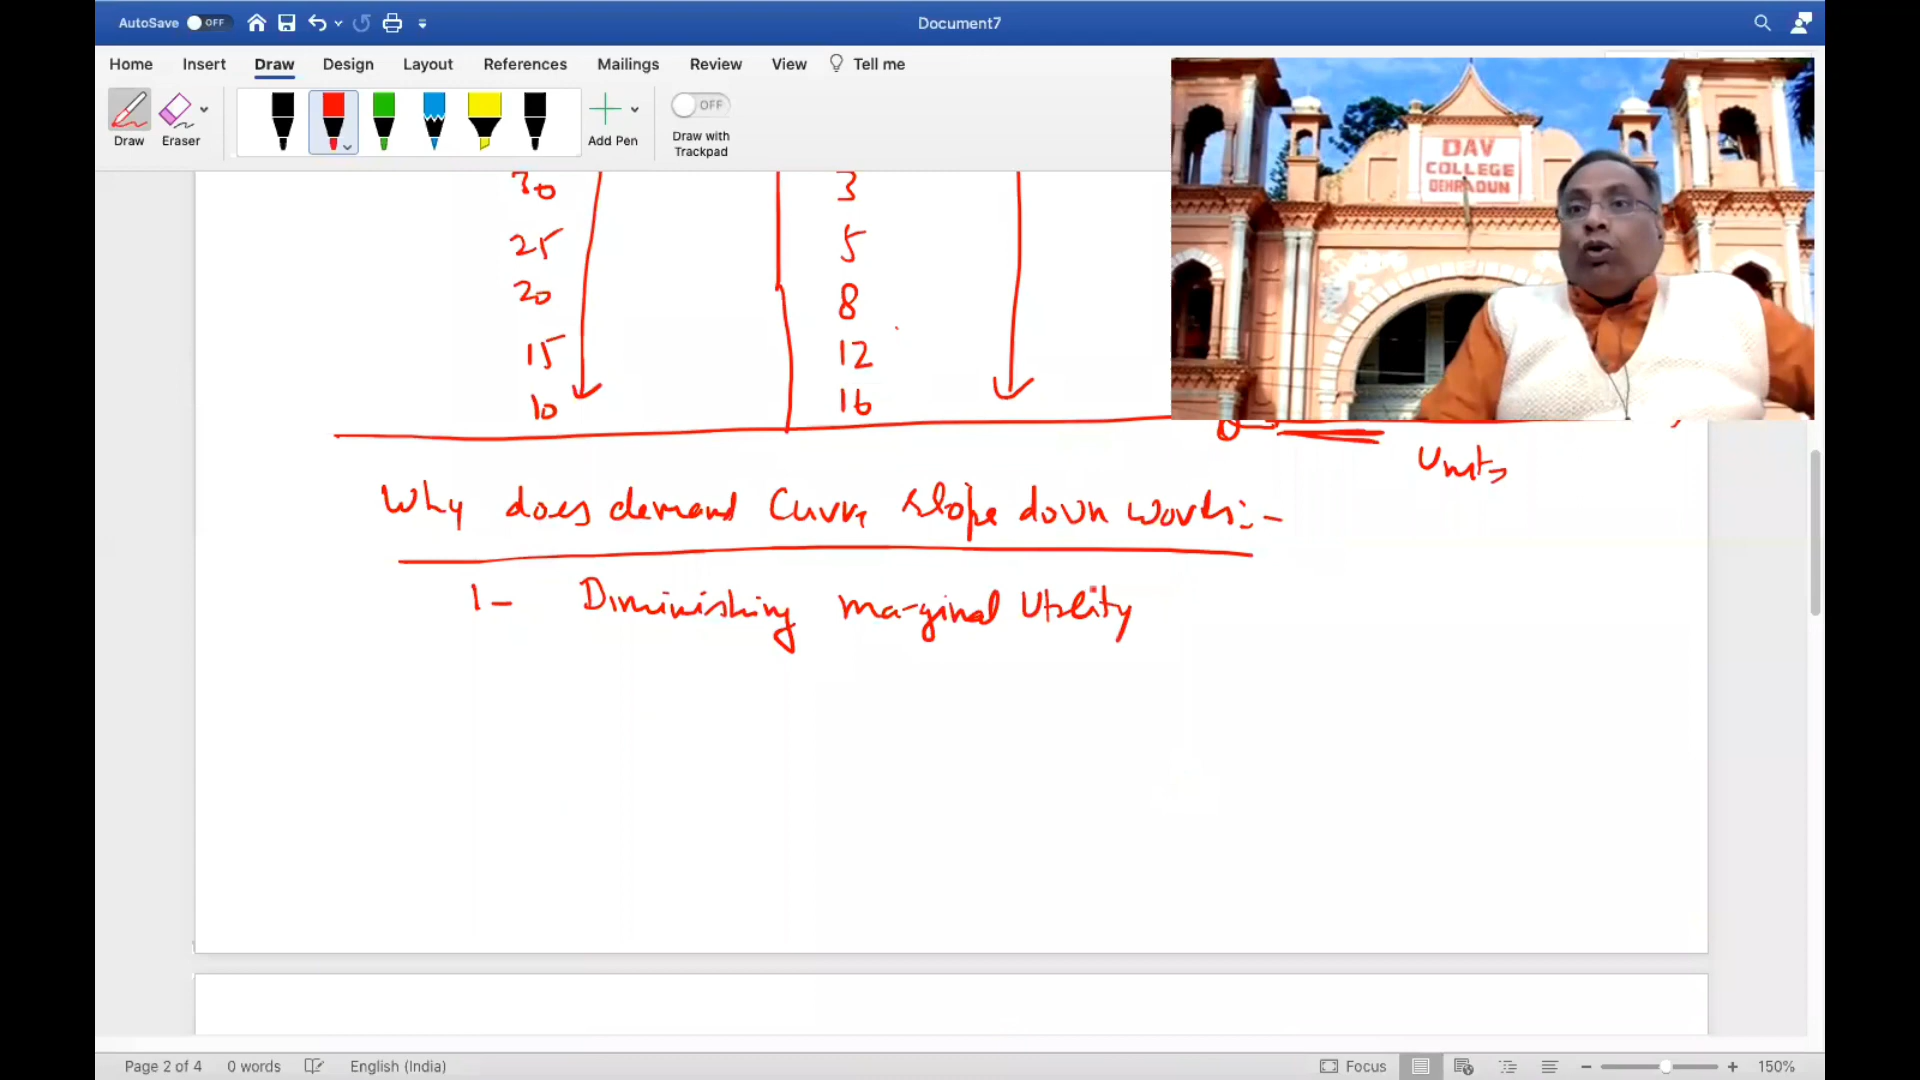 AutoSave OFF Document7
Home Insert Draw Design Layout References Mailings Review View Tell me
OFF
Draw Eraser Add Pen Draw with
Trackpad
DAV
COLLEGE
DEHRADUN
30 3
25 5
20 8
15 12
10 16
Units
Why does demand Curve slope down wards:-
1- Diminishing marginal Utility
Page 2 of 4 0 words English (India) Focus 150%